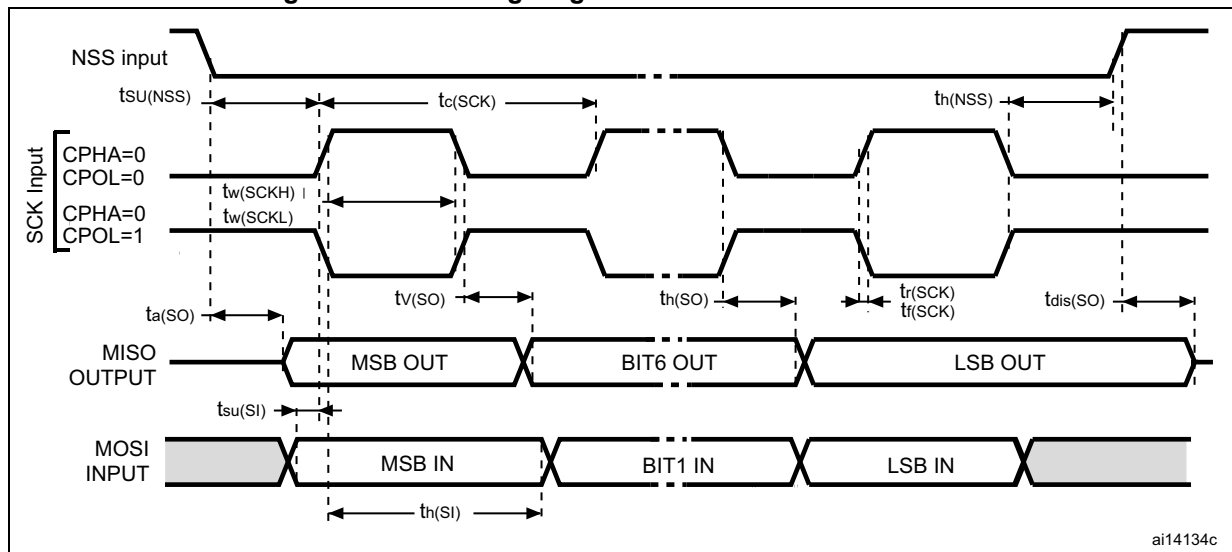 NSS input
tSU(NSS)
tc(SCK)
th(NSS)
SCK Input
CPHA=0
CPOL=0
tw(SCKH)
CPHA=0
tw(SCKL)
CPOL=1
tV(SO)
th(SO)
tr(SCK)
tf(SCK)
tdis(SO)
ta(SO)
MISO
OUTPUT
MSB OUT
BIT6 OUT
LSB OUT
tsu(SI)
MOSI
INPUT
MSB IN
BIT1 IN
LSB IN
th(SI)
ai14134c